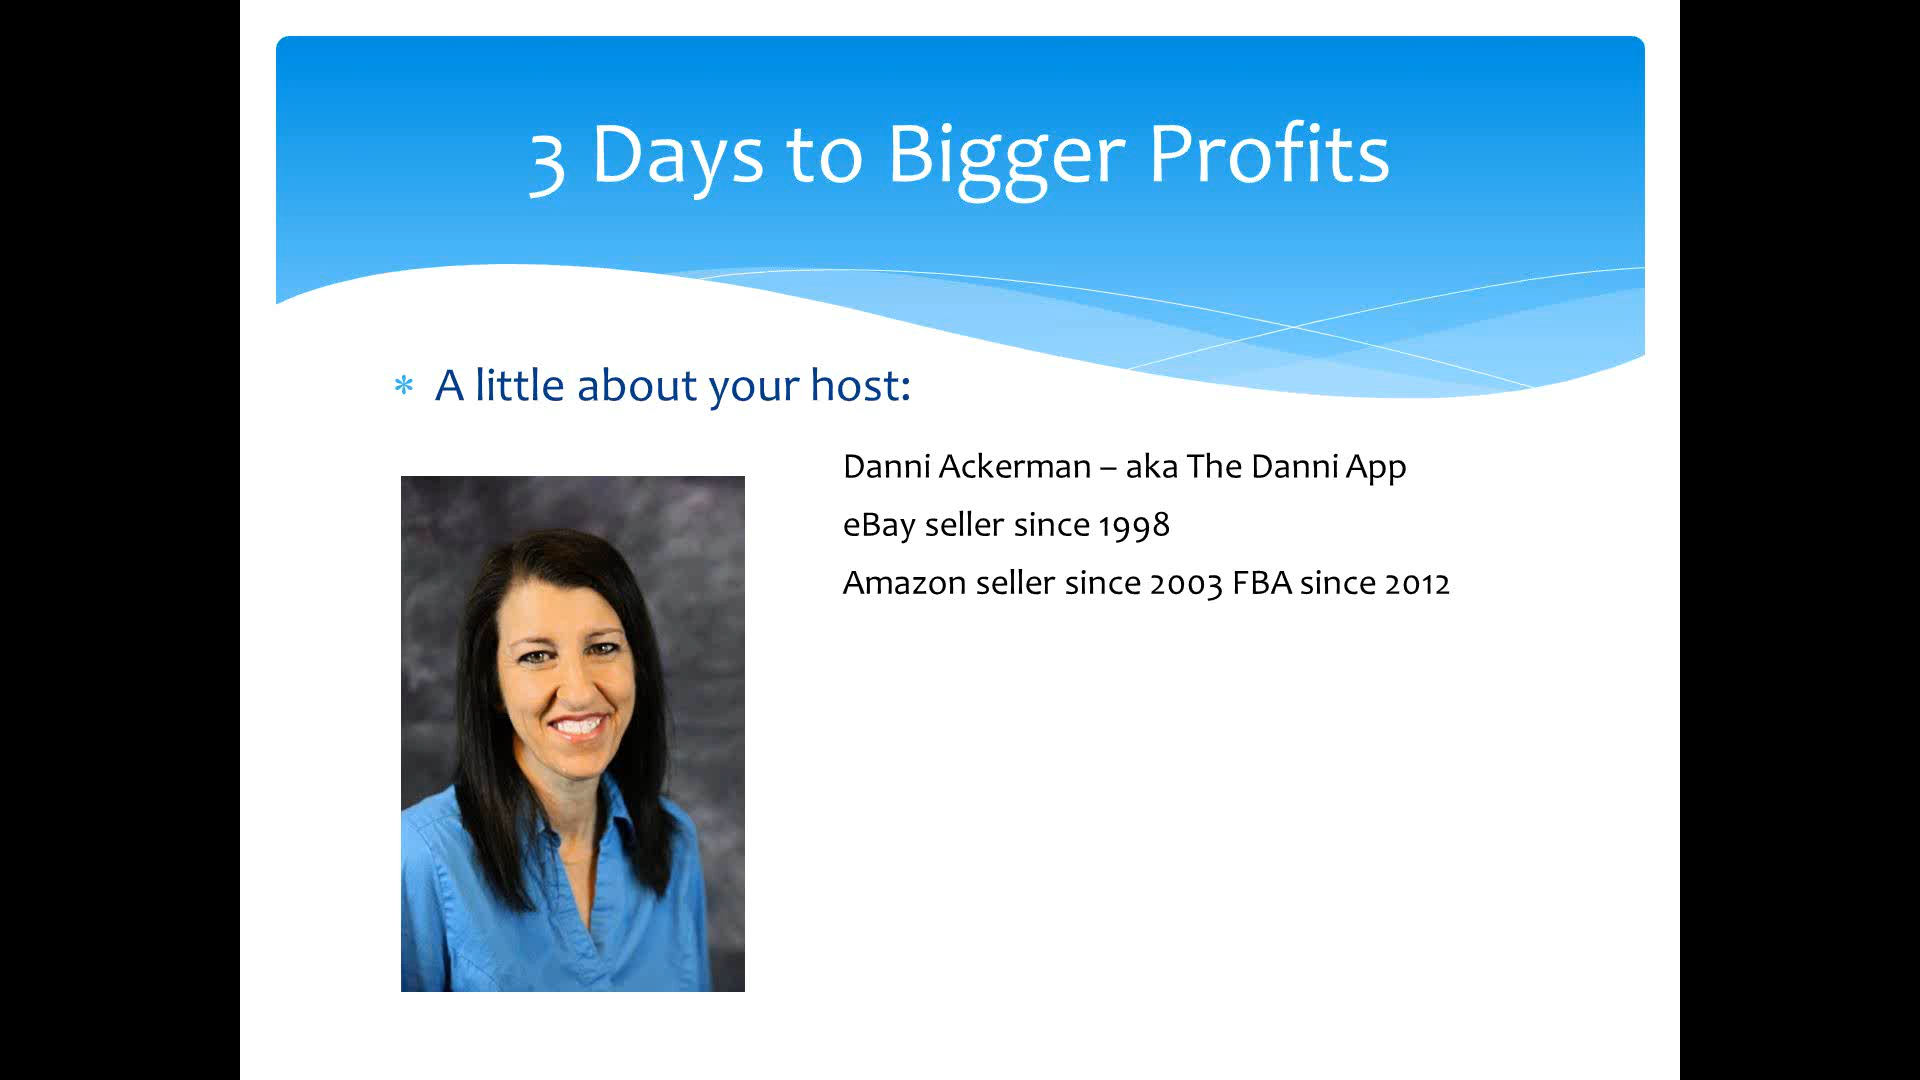 3 Days to Bigger Profits
* A little about your host:
Danni Ackerman – aka The Danni App
eBay seller since 1998
Amazon seller since 2003 FBA since 2012